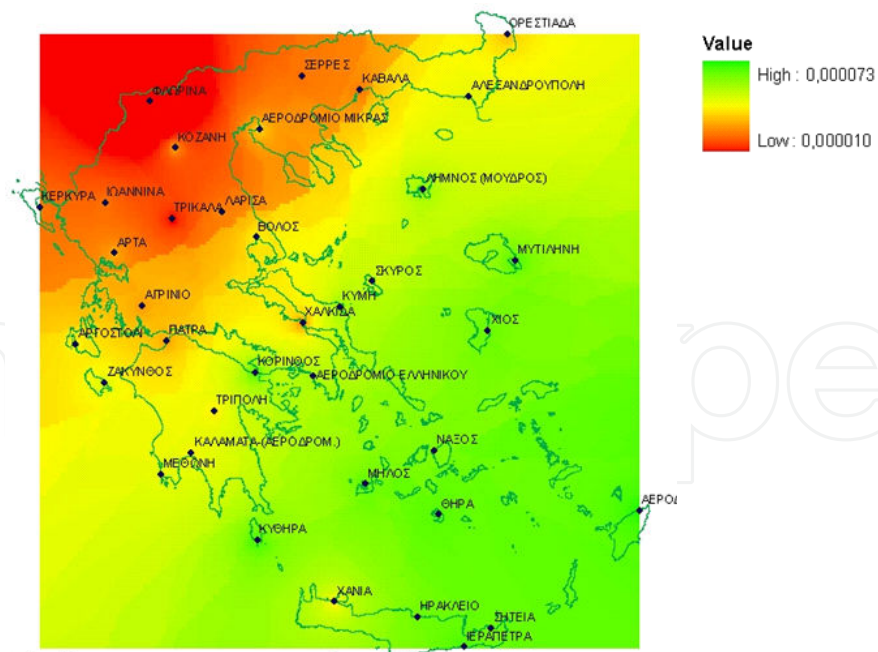 ΟΡΕΣΤΙΑΔΑ
Value
High : 0,000073
Low : 0,000010
ΣΕΡΡΕΣ
ΚΑΒΑΛΑ
ΑΛΕΞΑΝΔΡΟΥΠΟΛΗ
ΦΛΩΡΙΝΑ
ΑΕΡΟΔΡΟΜΙΟ ΜΙΚΡΑΣ
ΚΟΖΑΝΗ
ΛΗΜΝΟΣ (ΜΟΥΔΡΟΣ)
ΚΕΡΚΥΡΑ
ΙΩΑΝΝΙΝΑ
ΤΡΙΚΑΛΑ
ΛΑΡΙΣΑ
ΒΟΛΟΣ
ΑΡΤΑ
ΜΥΤΙΛΗΝΗ
ΣΚΥΡΟΣ
ΑΓΡΙΝΙΟ
ΚΥΜΗ
ΧΑΛΚΙΔΑ
ΧΙΟΣ
ΑΡΓΟΣΤΟΛΙ
ΠΑΤΡΑ
ΚΟΡΙΝΘΟΣ
ΖΑΚΥΝΘΟΣ
ΑΕΡΟΔΡΟΜΙΟ ΕΛΛΗΝΙΚΟΥ
ΤΡΙΠΟΛΗ
ΚΑΛΑΜΑΤΑ-(ΑΕΡΟΔΡΟΜ.)
ΝΑΞΟΣ
ΜΕΘΩΝΗ
ΜΗΛΟΣ
ΘΗΡΑ
ΑΕΡΟΔ
ΚΥΘΗΡΑ
ΧΑΝΙΑ
ΗΡΑΚΛΕΙΟ
ΣΗΤΕΙΑ
ΙΕΡΑΠΕΤΡΑ